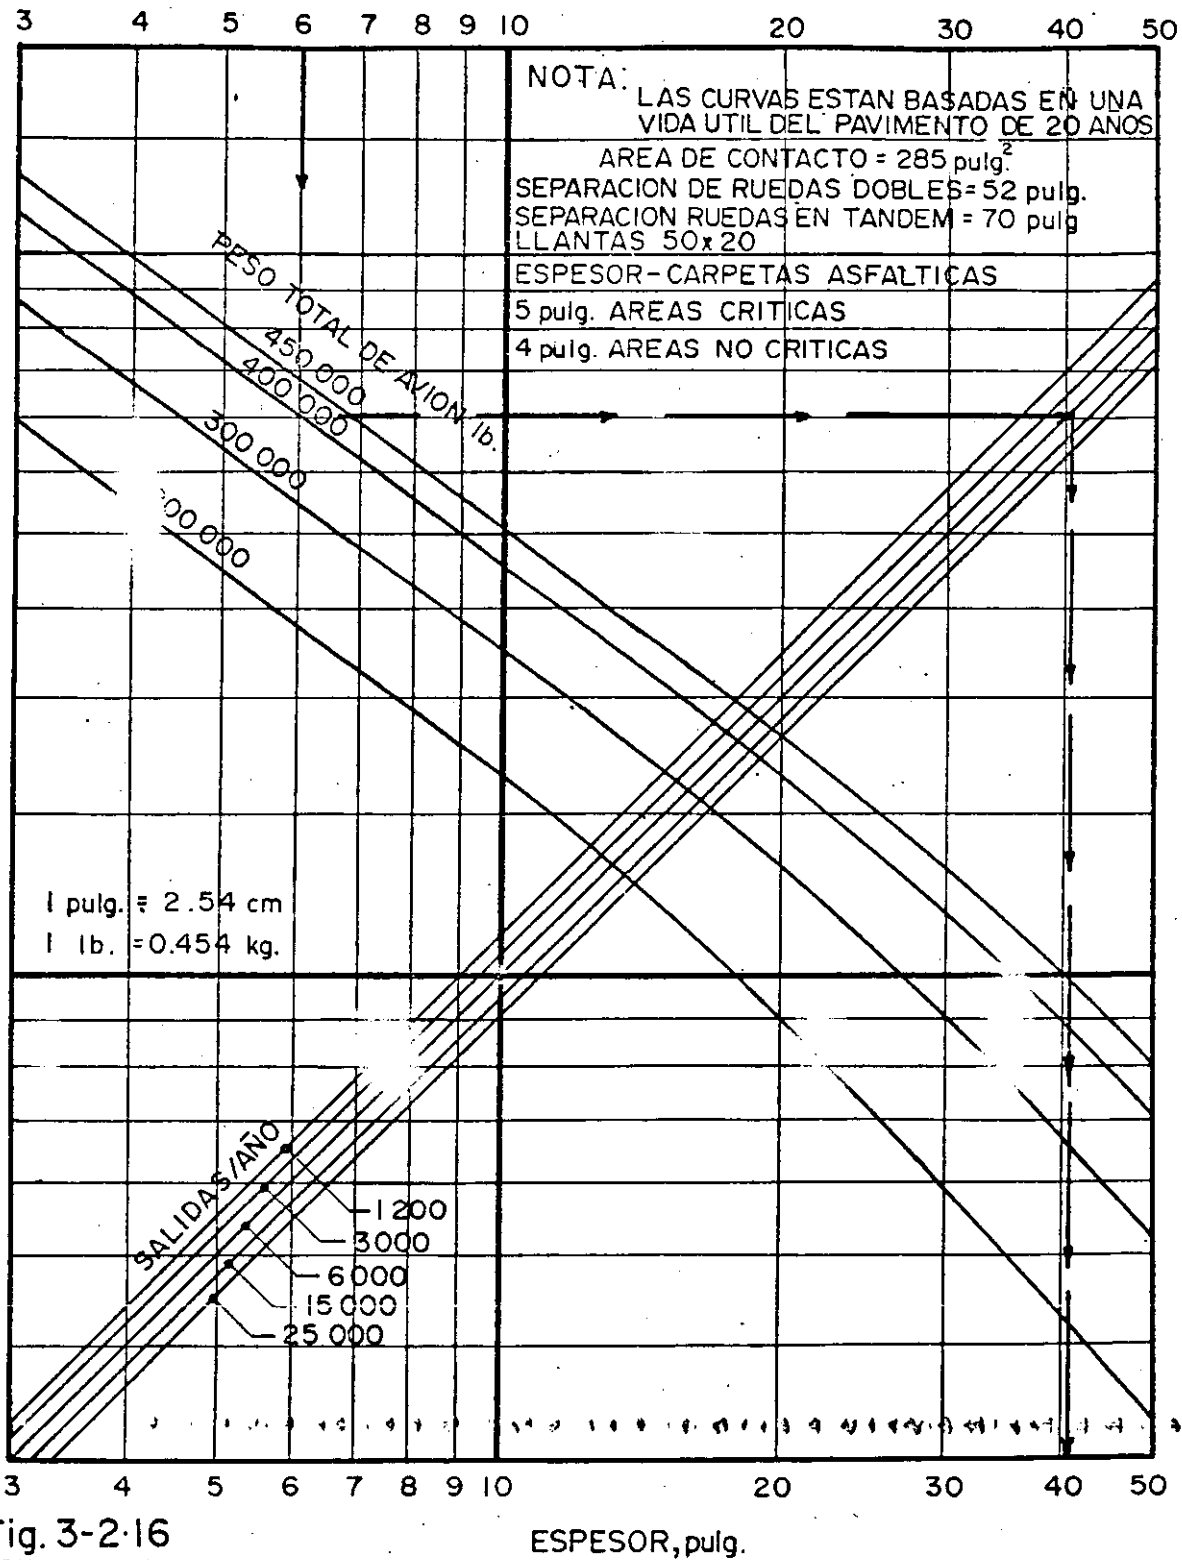 3 4 5 6 7 8 9 10 20 30 40 50
NOTA:
LAS CURVAS ESTAN BASADAS EN UNA
VIDA UTIL DEL PAVIMENTO DE 20 AÑOS
AREA DE CONTACTO = 285 pulg.²
SEPARACION DE RUEDAS DOBLES = 52 pulg.
SEPARACION RUEDAS EN TANDEM = 70 pulg
LLANTAS 50x20
ESPESOR-CARPETAS ASFALTICAS
5 pulg. AREAS CRITICAS
4 pulg. AREAS NO CRITICAS
PESO TOTAL DE AVION lb.
450 000
400 000
300 000
00 000
1 pulg. = 2.54 cm
1 lb. = 0.454 kg.
SALIDAS/AÑO
1200
3000
6000
15 000
25 000
3 4 5 6 7 8 9 10 20 30 40 50
ig. 3-2·16
ESPESOR, pulg.